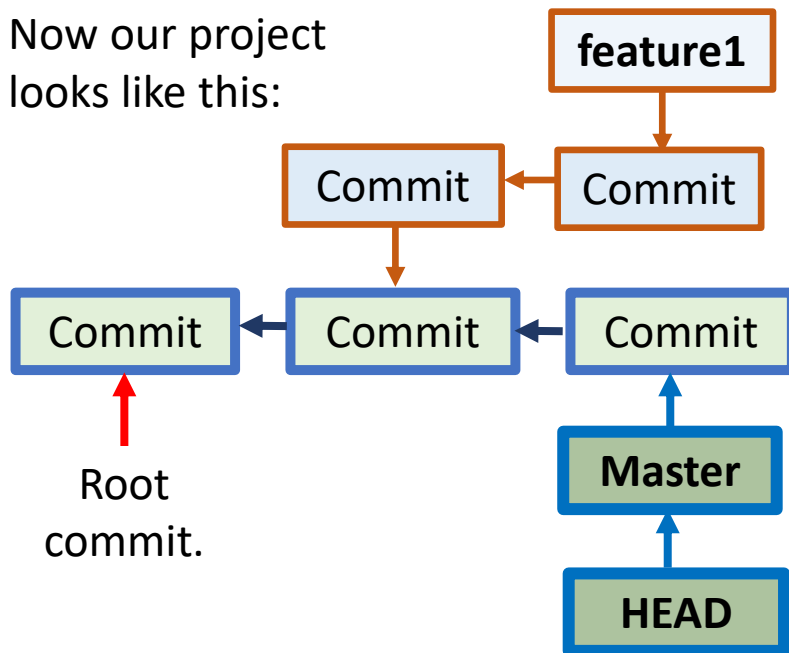 Now our project
looks like this:
feature1
Commit
Commit
Commit
Commit
Commit
Root
commit.
Master
HEAD